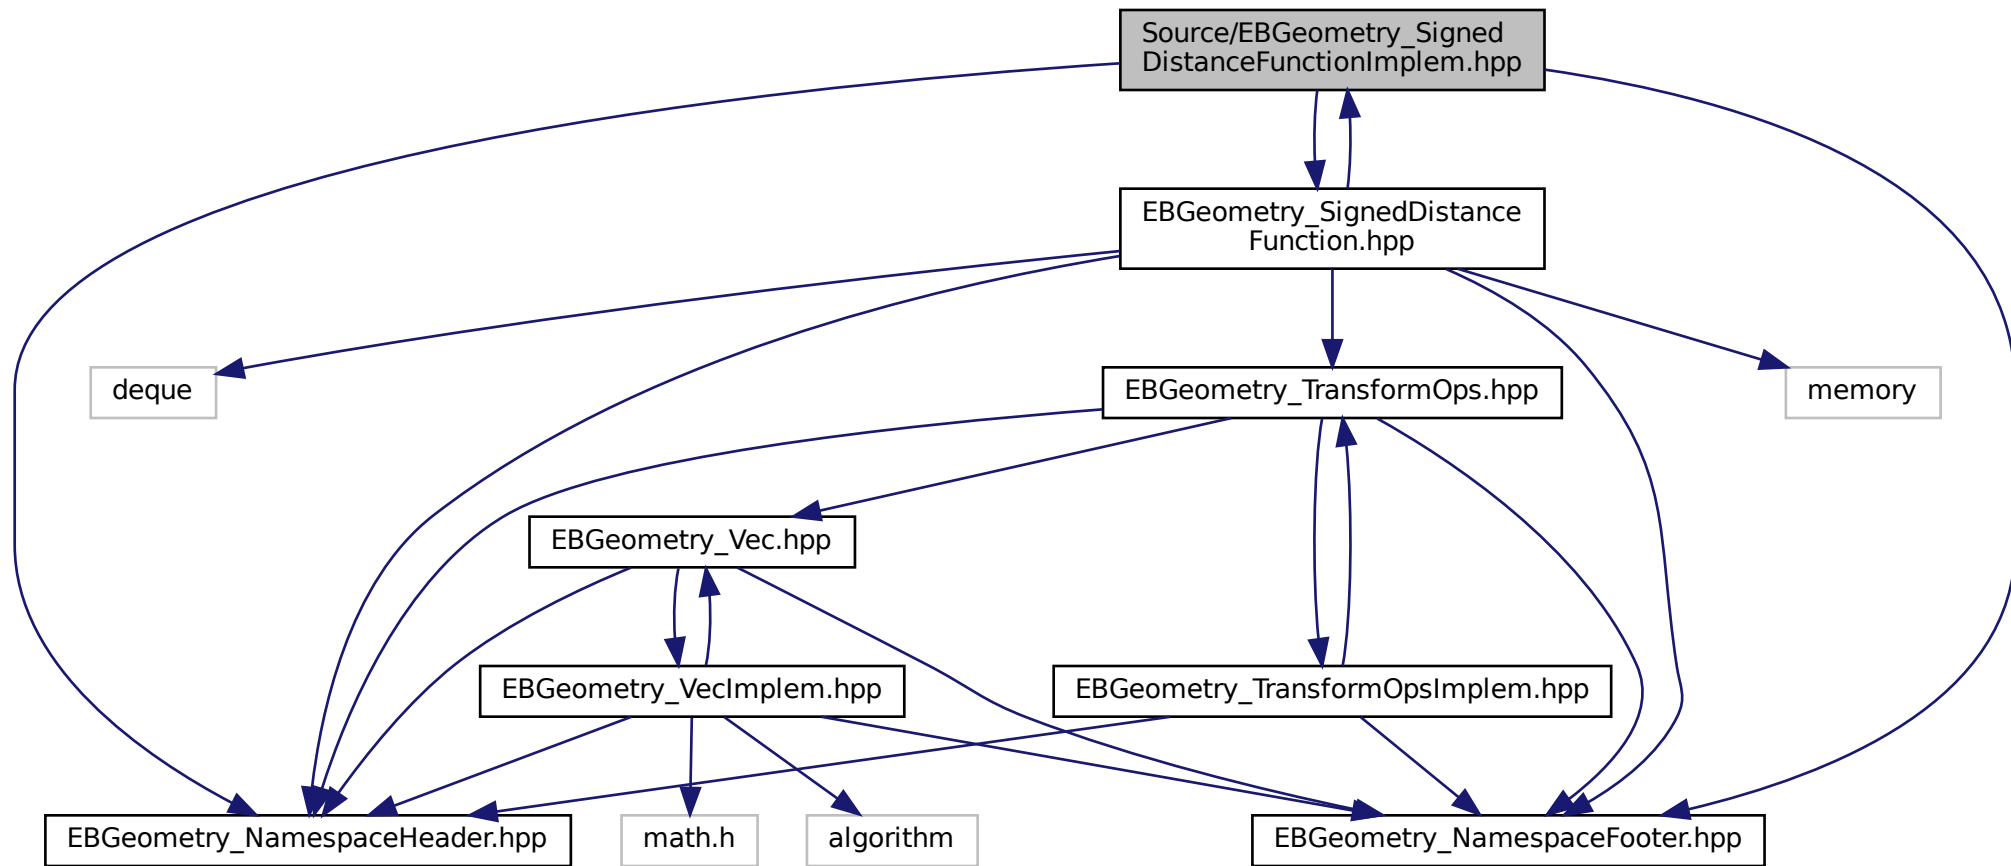 Source/EBGeometry_Signed
DistanceFunctionImplem.hpp
EBGeometry_SignedDistance
Function.hpp
deque
EBGeometry_TransformOps.hpp
memory
EBGeometry_Vec.hpp
EBGeometry_VecImplem.hpp
EBGeometry_TransformOpsImplem.hpp
EBGeometry_NamespaceHeader.hpp
math.h
algorithm
EBGeometry_NamespaceFooter.hpp